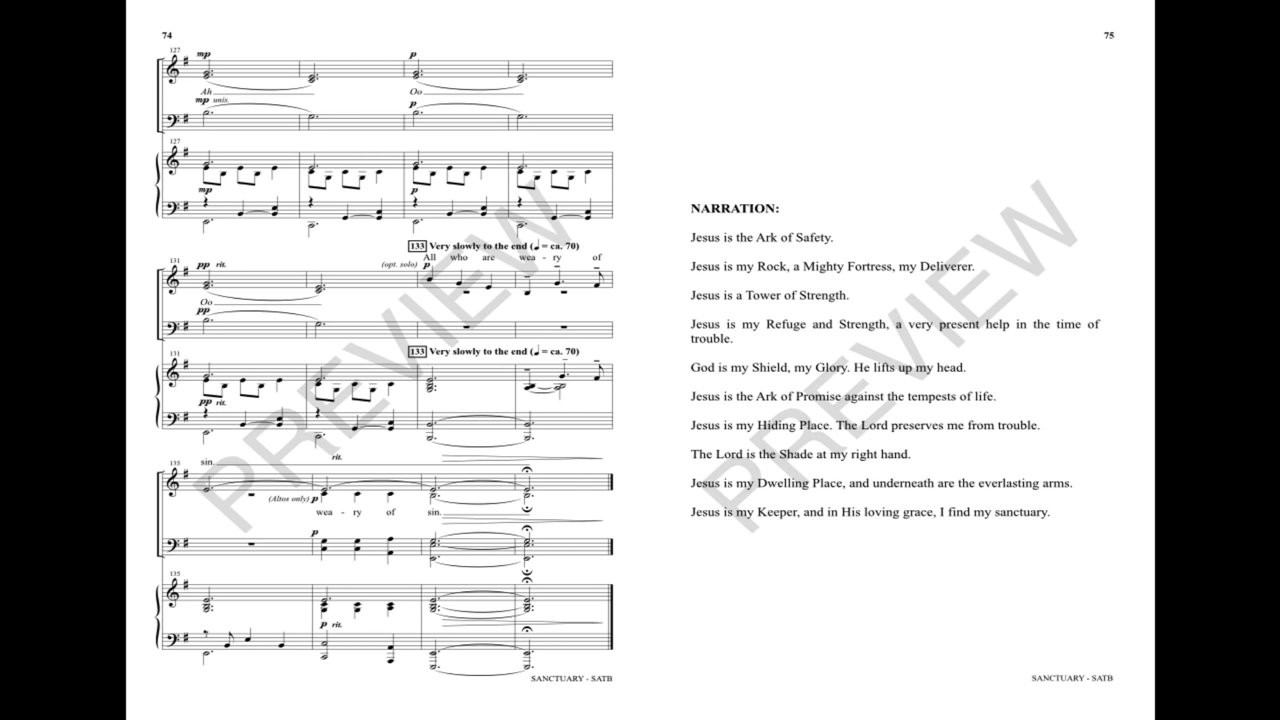 74
127
mp
p
Ah
Oo
mp unis.
p
127
mp
p
133 Very slowly to the end (♩ = ca. 70)
131
pp rit.
(opt. solo) p
All who are wea - ry of
Oo
pp
133 Very slowly to the end (♩ = ca. 70)
131
pp rit.
135
sin.
rit.
(Altos only) p
wea - ry of sin.
p
135
p rit.
SANCTUARY - SATB
PREVIEW
75
NARRATION:
Jesus is the Ark of Safety.
Jesus is my Rock, a Mighty Fortress, my Deliverer.
Jesus is a Tower of Strength.
Jesus is my Refuge and Strength, a very present help in the time of
trouble.
God is my Shield, my Glory. He lifts up my head.
Jesus is the Ark of Promise against the tempests of life.
Jesus is my Hiding Place. The Lord preserves me from trouble.
The Lord is the Shade at my right hand.
Jesus is my Dwelling Place, and underneath are the everlasting arms.
Jesus is my Keeper, and in His loving grace, I find my sanctuary.
SANCTUARY - SATB
PREVIEW